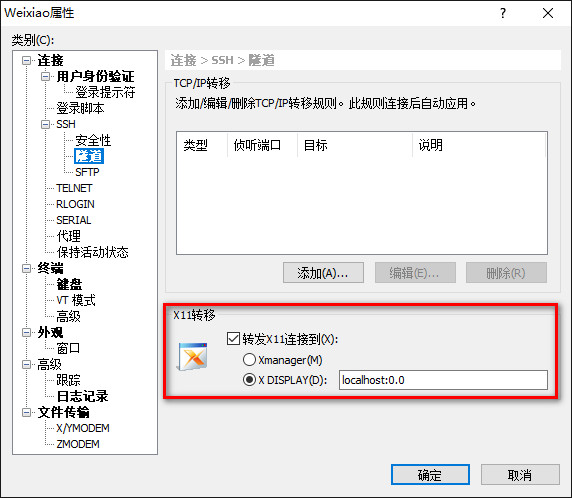 Weixiao属性
类别(C):
连接
用户身份验证
登录提示符
登录脚本
SSH
安全性
隧道
SFTP
TELNET
RLOGIN
SERIAL
代理
保持活动状态
终端
键盘
VT 模式
高级
外观
窗口
高级
跟踪
日志记录
文件传输
X/YMODEM
ZMODEM
连接 > SSH > 隧道
TCP/IP转移
添加/编辑/删除TCP/IP转移规则。此规则连接后自动应用。
类型 侦听端口 目标 说明
添加(A)... 编辑(E)... 删除(R)
X11转移
转发X11连接到(X):
Xmanager(M)
X DISPLAY(D): localhost:0.0
确定 取消